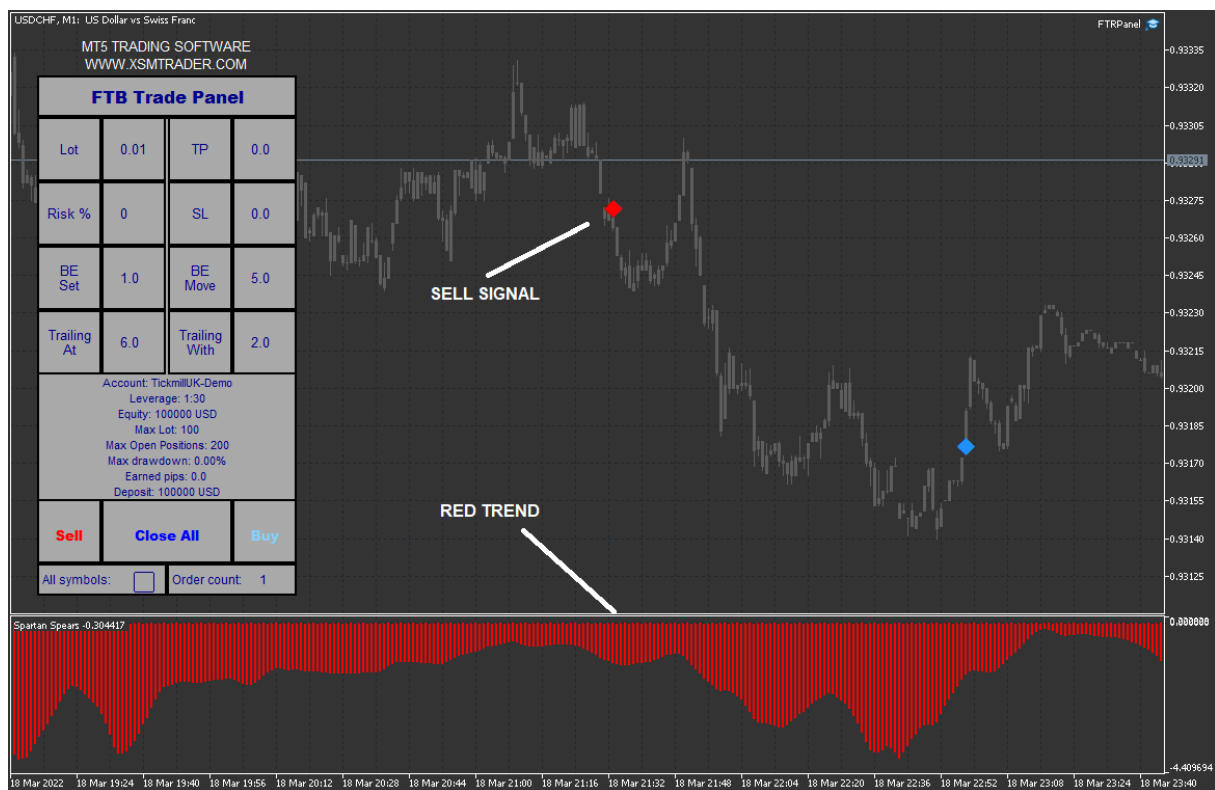 USDCHF, M1: US Dollar vs Swiss Franc
FTRPanel
MT5 TRADING SOFTWARE
WWW.XSMTRADER.COM
FTB Trade Panel
Lot 0.01 TP 0.0
Risk % 0 SL 0.0
BE Set 1.0 BE Move 5.0
Trailing At 6.0 Trailing With 2.0
Account: TickmillUK-Demo
Leverage: 1:30
Equity: 100000 USD
Max Lot: 100
Max Open Positions: 200
Max drawdown: 0.00%
Earned pips: 0.0
Deposit: 100000 USD
Sell Close All Buy
All symbols: Order count: 1
SELL SIGNAL
RED TREND
0.93335
0.93320
0.93305
0.93291
0.93275
0.93260
0.93245
0.93230
0.93215
0.93200
0.93185
0.93170
0.93155
0.93140
0.93125
Spartan Spears -0.304417
-4.409694
18 Mar 2022 18 Mar 19:24 18 Mar 19:40 18 Mar 19:56 18 Mar 20:12 18 Mar 20:28 18 Mar 20:44 18 Mar 21:00 18 Mar 21:16 18 Mar 21:32 18 Mar 21:48 18 Mar 22:04 18 Mar 22:20 18 Mar 22:36 18 Mar 22:52 18 Mar 23:08 18 Mar 23:24 18 Mar 23:40